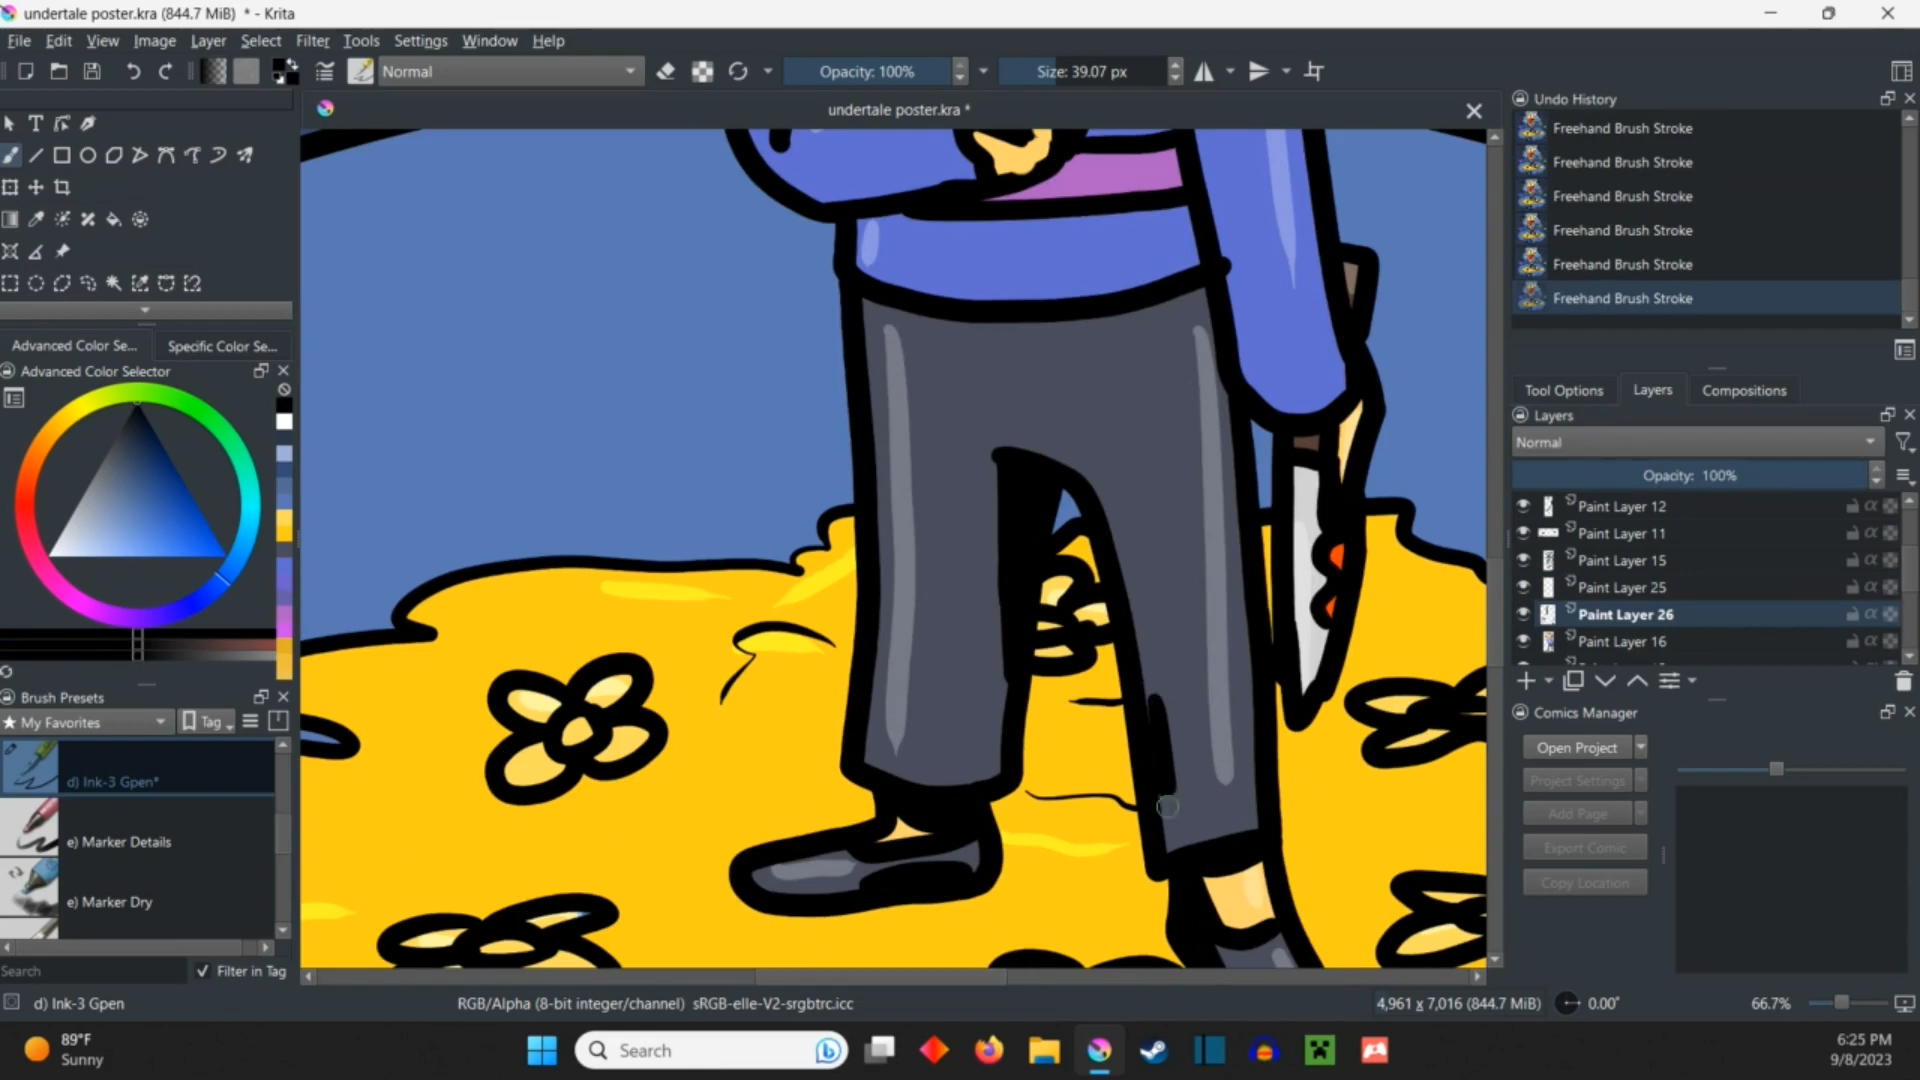 undertale poster.kra (844.7 MiB) * - Krita
File Edit View Image Layer Select Filter Tools Settings Window Help
Normal
Opacity: 100%
Size: 39.07 px
undertale poster.kra *
Undo History
Freehand Brush Stroke
Freehand Brush Stroke
Freehand Brush Stroke
Freehand Brush Stroke
Freehand Brush Stroke
Freehand Brush Stroke
Advanced Color Se...
Specific Color Se...
Advanced Color Selector
Tool Options
Layers
Compositions
Layers
Normal
Opacity: 100%
Paint Layer 12
Paint Layer 11
Paint Layer 15
Paint Layer 25
Paint Layer 26
Paint Layer 16
Brush Presets
★ My Favorites
Tag
d) Ink-3 Gpen*
e) Marker Details
e) Marker Dry
Search
Filter in Tag
Comics Manager
Open Project
Project Settings
Add Page
Export Comic
Copy Location
d) Ink-3 Gpen
RGB/Alpha (8-bit integer/channel) sRGB-elle-V2-srgbtrc.icc
4,961 x 7,016 (844.7 MiB)
0.00°
66.7%
89°F
Sunny
Search
6:25 PM
9/8/2023